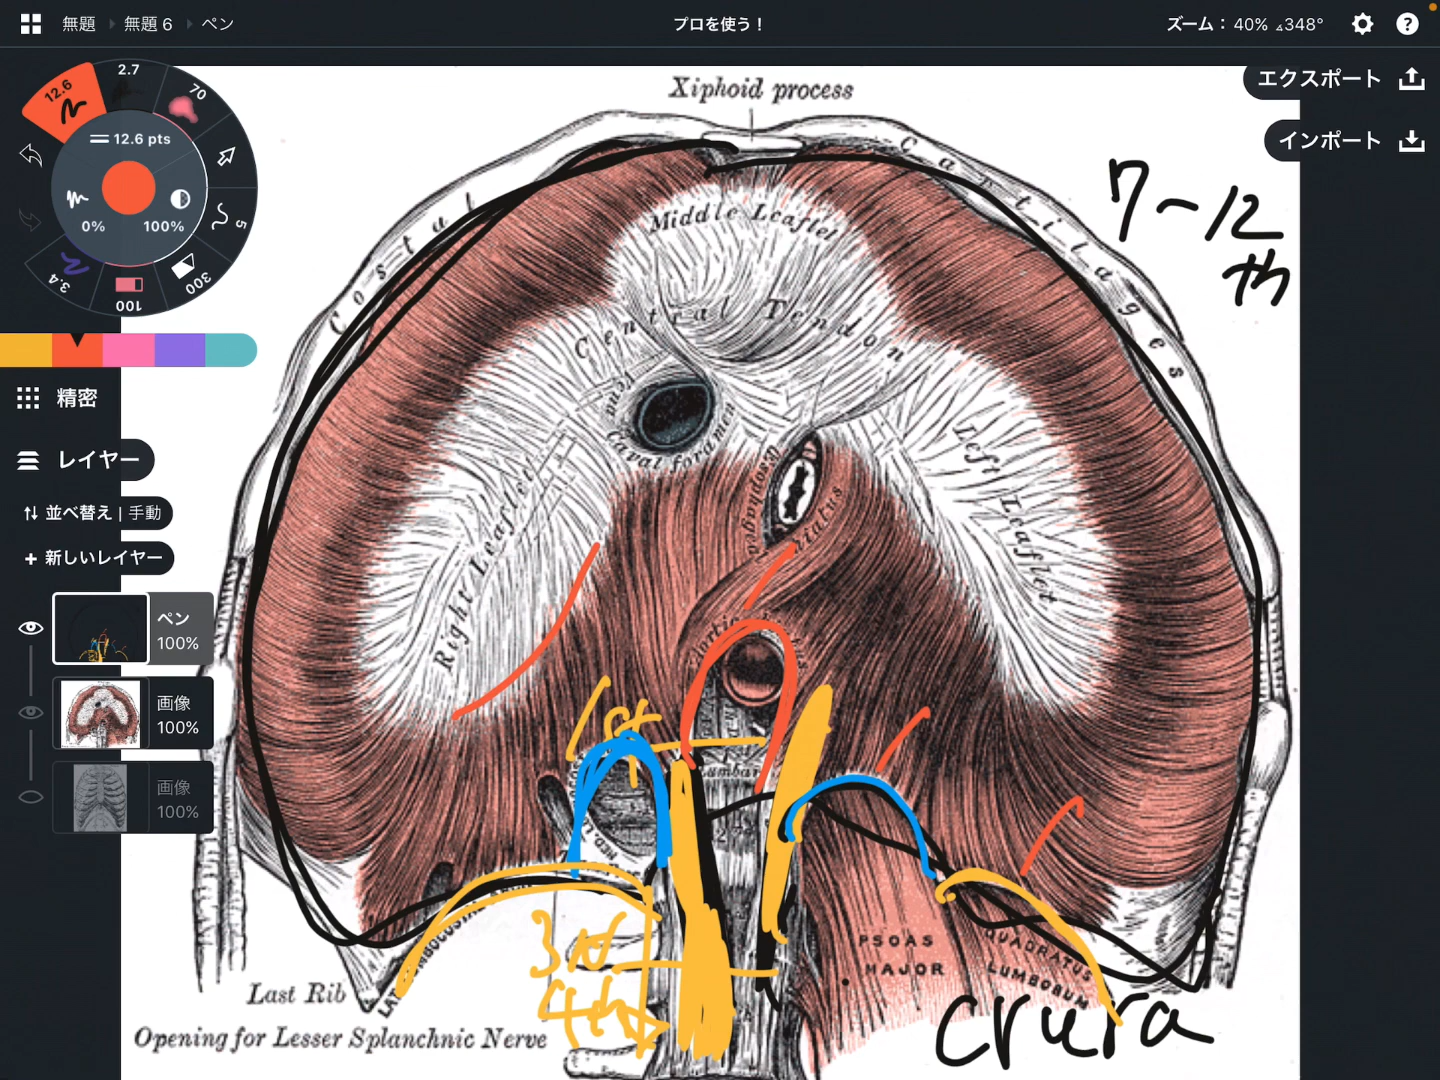 無題 無題 6 ペン
プロを使う!
ズーム: 40% ⦟348°
エクスポート
インポート
2.7
12.6
70
5
300
100
3.4
12.6 pts
0%
100%
精密
レイヤー
並べ替え | 手動
新しいレイヤー
ペン
100%
画像
100%
画像
100%
Xiphoid process
Costal Cartilages
Middle Leaflet
Central Tendon
Caval foramen
Right Leaflet
Left Leaflet
Lumbar
PSOAS
MAJOR
QUADRATUS
LUMBORUM
Last Rib
Opening for Lesser Splanchnic Nerve
7~12
th
1st
3rd
4th
crura